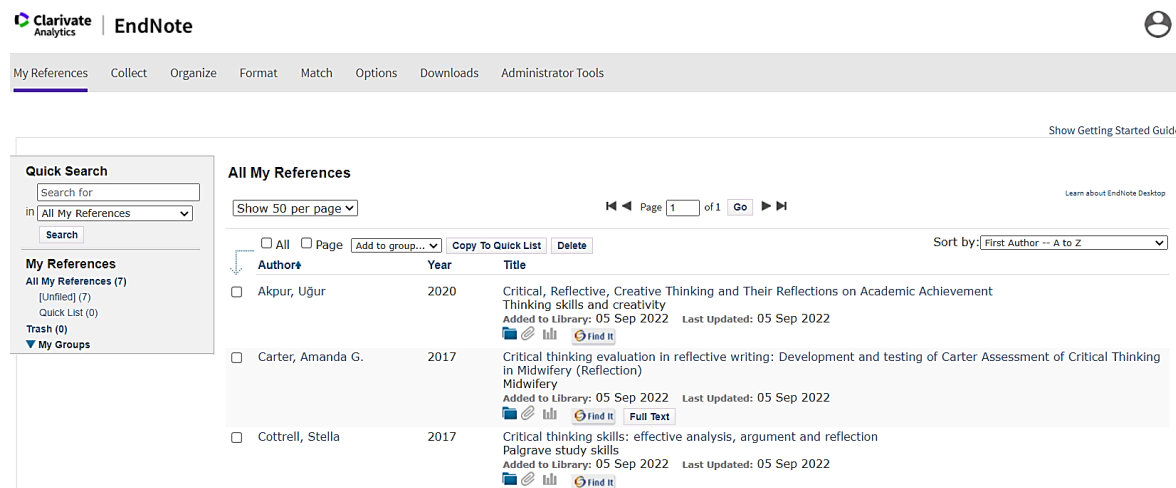 Clarivate Analytics | EndNote
My References Collect Organize Format Match Options Downloads Administrator Tools
Show Getting Started Guid
Quick Search
Search for
in All My References
Search
My References
All My References (7)
[Unfiled] (7)
Quick List (0)
Trash (0)
My Groups
All My References
Learn about EndNote Desktop
Show 50 per page
Page 1 of 1 Go
All Page Add to group... Copy To Quick List Delete
Sort by: First Author -- A to Z
Author Year Title
Akpur, Uğur 2020 Critical, Reflective, Creative Thinking and Their Reflections on Academic Achievement
Thinking skills and creativity
Added to Library: 05 Sep 2022 Last Updated: 05 Sep 2022
Find It
Carter, Amanda G. 2017 Critical thinking evaluation in reflective writing: Development and testing of Carter Assessment of Critical Thinking
in Midwifery (Reflection)
Midwifery
Added to Library: 05 Sep 2022 Last Updated: 05 Sep 2022
Find It Full Text
Cottrell, Stella 2017 Critical thinking skills: effective analysis, argument and reflection
Palgrave study skills
Added to Library: 05 Sep 2022 Last Updated: 05 Sep 2022
Find It